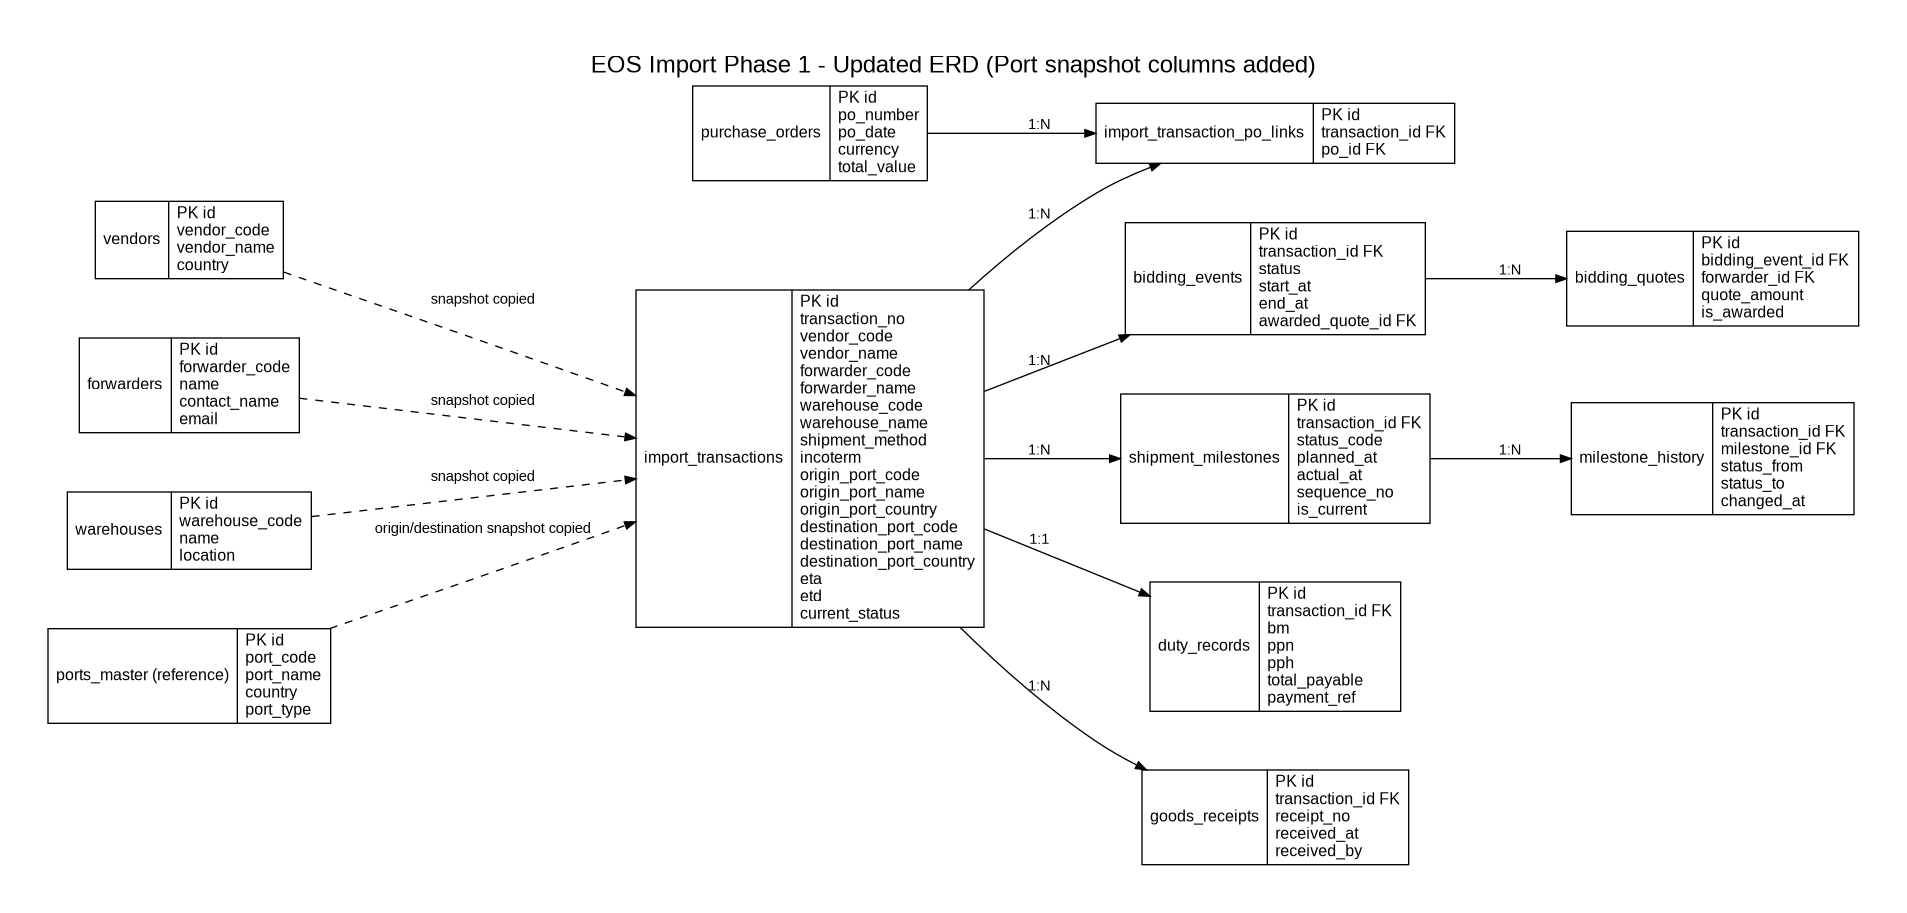 EOS Import Phase 1 - Updated ERD (Port snapshot columns added)
purchase_orders
PK id
po_number
po_date
currency
total_value
1:N
import_transaction_po_links
PK id
transaction_id FK
po_id FK
vendors
PK id
vendor_code
vendor_name
country
snapshot copied
forwarders
PK id
forwarder_code
name
contact_name
email
snapshot copied
warehouses
PK id
warehouse_code
name
location
snapshot copied
ports_master (reference)
PK id
port_code
port_name
country
port_type
origin/destination snapshot copied
import_transactions
PK id
transaction_no
vendor_code
vendor_name
forwarder_code
forwarder_name
warehouse_code
warehouse_name
shipment_method
incoterm
origin_port_code
origin_port_name
origin_port_country
destination_port_code
destination_port_name
destination_port_country
eta
etd
current_status
1:N
1:N
bidding_events
PK id
transaction_id FK
status
start_at
end_at
awarded_quote_id FK
1:N
bidding_quotes
PK id
bidding_event_id FK
forwarder_id FK
quote_amount
is_awarded
1:N
shipment_milestones
PK id
transaction_id FK
status_code
planned_at
actual_at
sequence_no
is_current
1:N
milestone_history
PK id
transaction_id FK
milestone_id FK
status_from
status_to
changed_at
1:1
duty_records
PK id
transaction_id FK
bm
ppn
pph
total_payable
payment_ref
1:N
goods_receipts
PK id
transaction_id FK
receipt_no
received_at
received_by